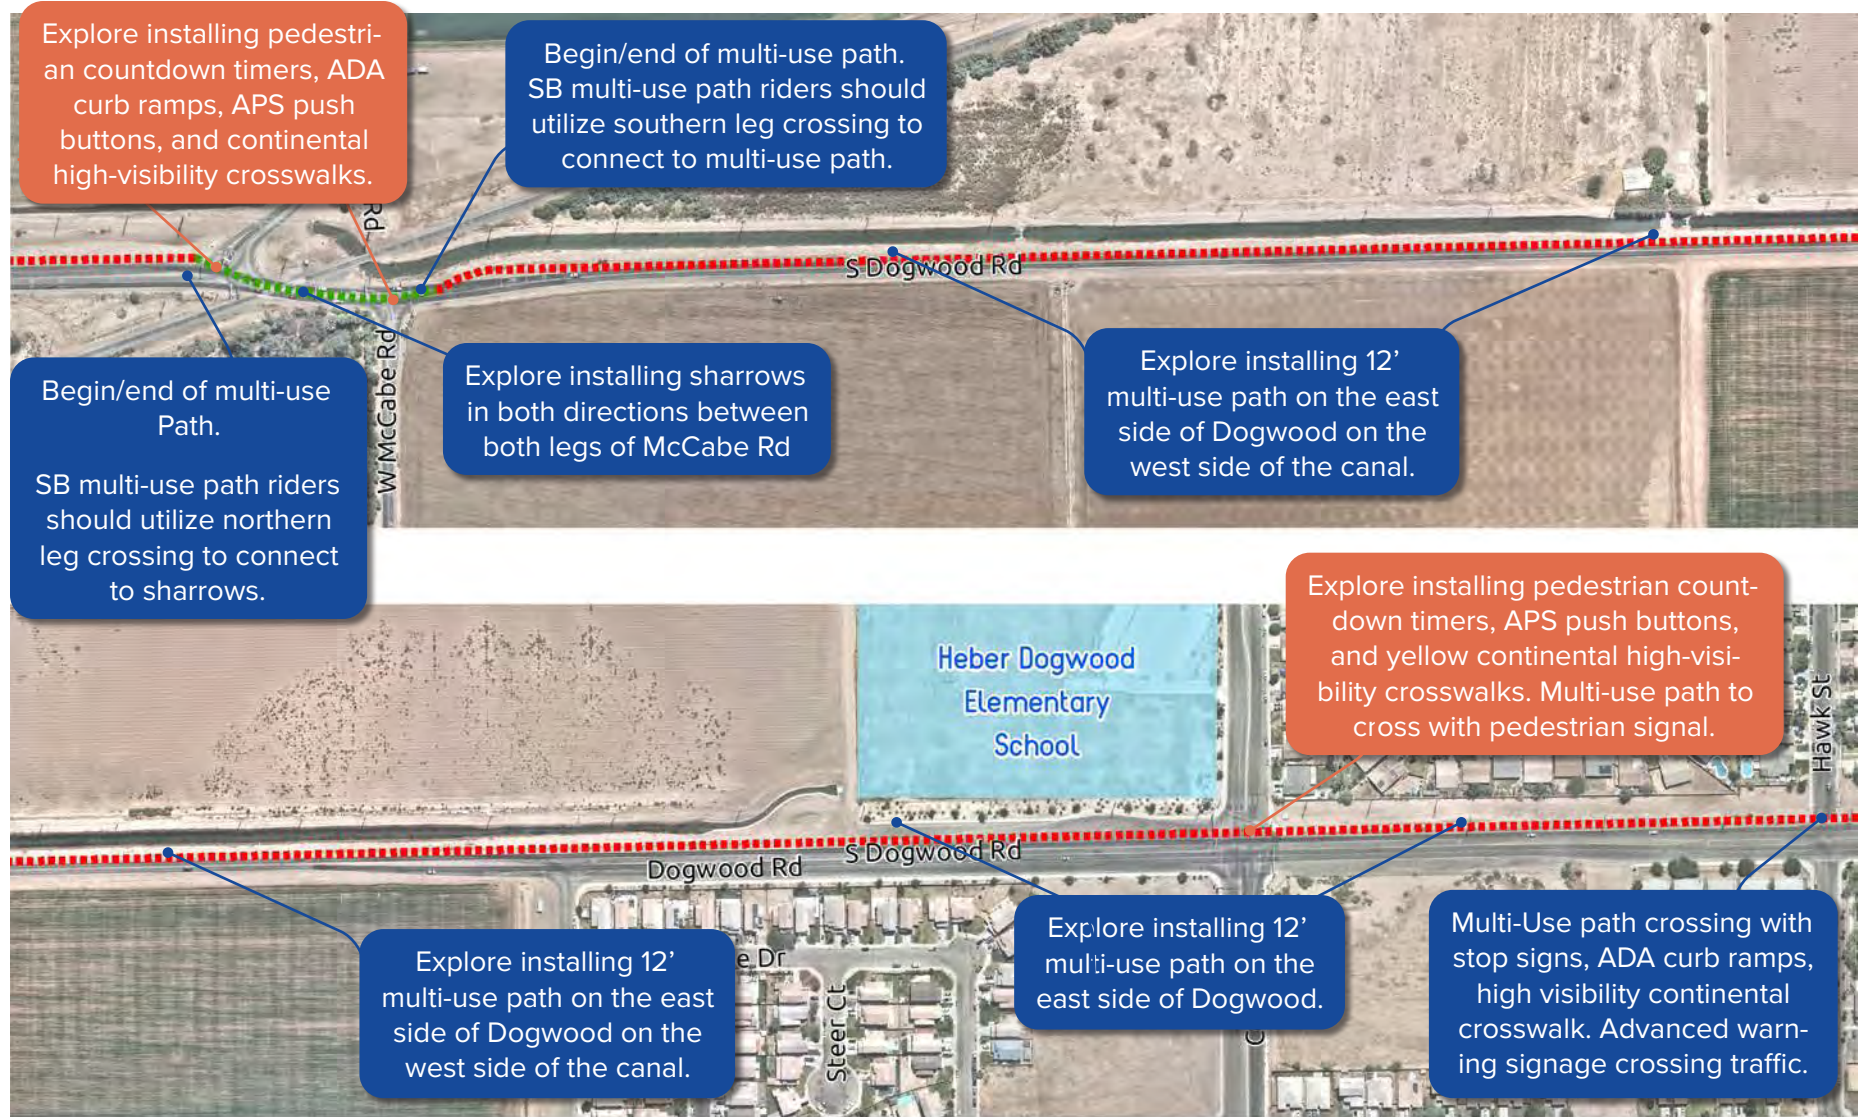 Explore installing pedestri-
an countdown timers, ADA
curb ramps, APS push
buttons, and continental
high-visibility crosswalks.
Begin/end of multi-use path.
SB multi-use path riders should
utilize southern leg crossing to
connect to multi-use path.
Rd
S Dogwood Rd
W McCabe Rd
Begin/end of multi-use
Path.
SB multi-use path riders
should utilize northern
leg crossing to connect
to sharrows.
Explore installing sharrows
in both directions between
both legs of McCabe Rd
Explore installing 12’
multi-use path on the east
side of Dogwood on the
west side of the canal.
Heber Dogwood
Elementary
School
Explore installing pedestrian count-
down timers, APS push buttons,
and yellow continental high-visi-
bility crosswalks. Multi-use path to
cross with pedestrian signal.
Hawk St
Dogwood Rd
S Dogwood Rd
Explore installing 12’
multi-use path on the east
side of Dogwood on the
west side of the canal.
e Dr
Steer Ct
Explore installing 12’
multi-use path on the
east side of Dogwood.
C
Multi-Use path crossing with
stop signs, ADA curb ramps,
high visibility continental
crosswalk. Advanced warn-
ing signage crossing traffic.